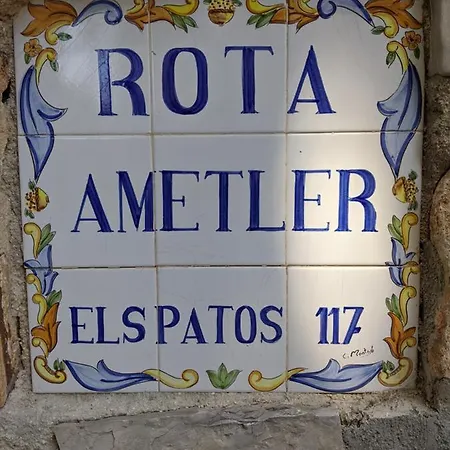 ROTA
AMETLER
ELS PATOS 117